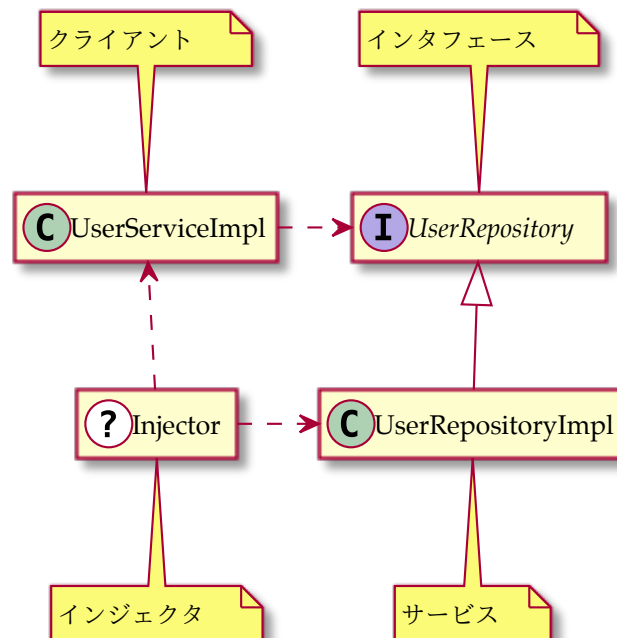 クライアント
インタフェース
C UserServiceImpl
I UserRepository
? Injector
C UserRepositoryImpl
インジェクタ
サービス